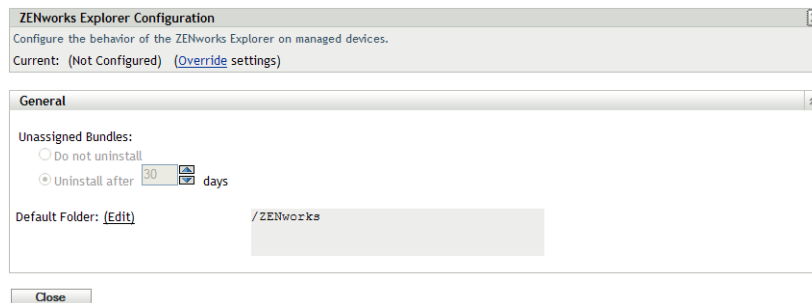 ZENworks Explorer Configuration
Configure the behavior of the ZENworks Explorer on managed devices.
Current: (Not Configured) (Override settings)
General
Unassigned Bundles:
Do not uninstall
Uninstall after 30 days
Default Folder: (Edit) /ZENworks
Close